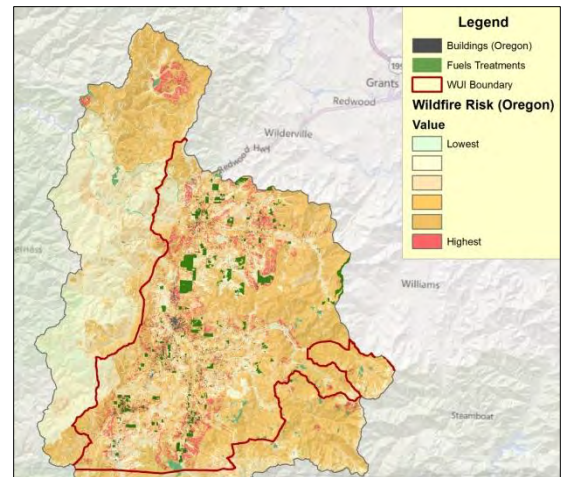 Legend
Buildings (Oregon)
Fuels Treatments
WUI Boundary
Wildfire Risk (Oregon)
Value
Lowest
Highest
199
Grants
Redwood
Wilderville
Redwood Hwy
Williams
Steamboat